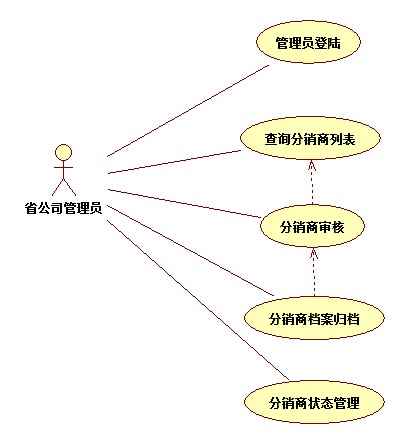 管理员登陆
查询分销商列表
省公司管理员
分销商审核
分销商档案归档
分销商状态管理